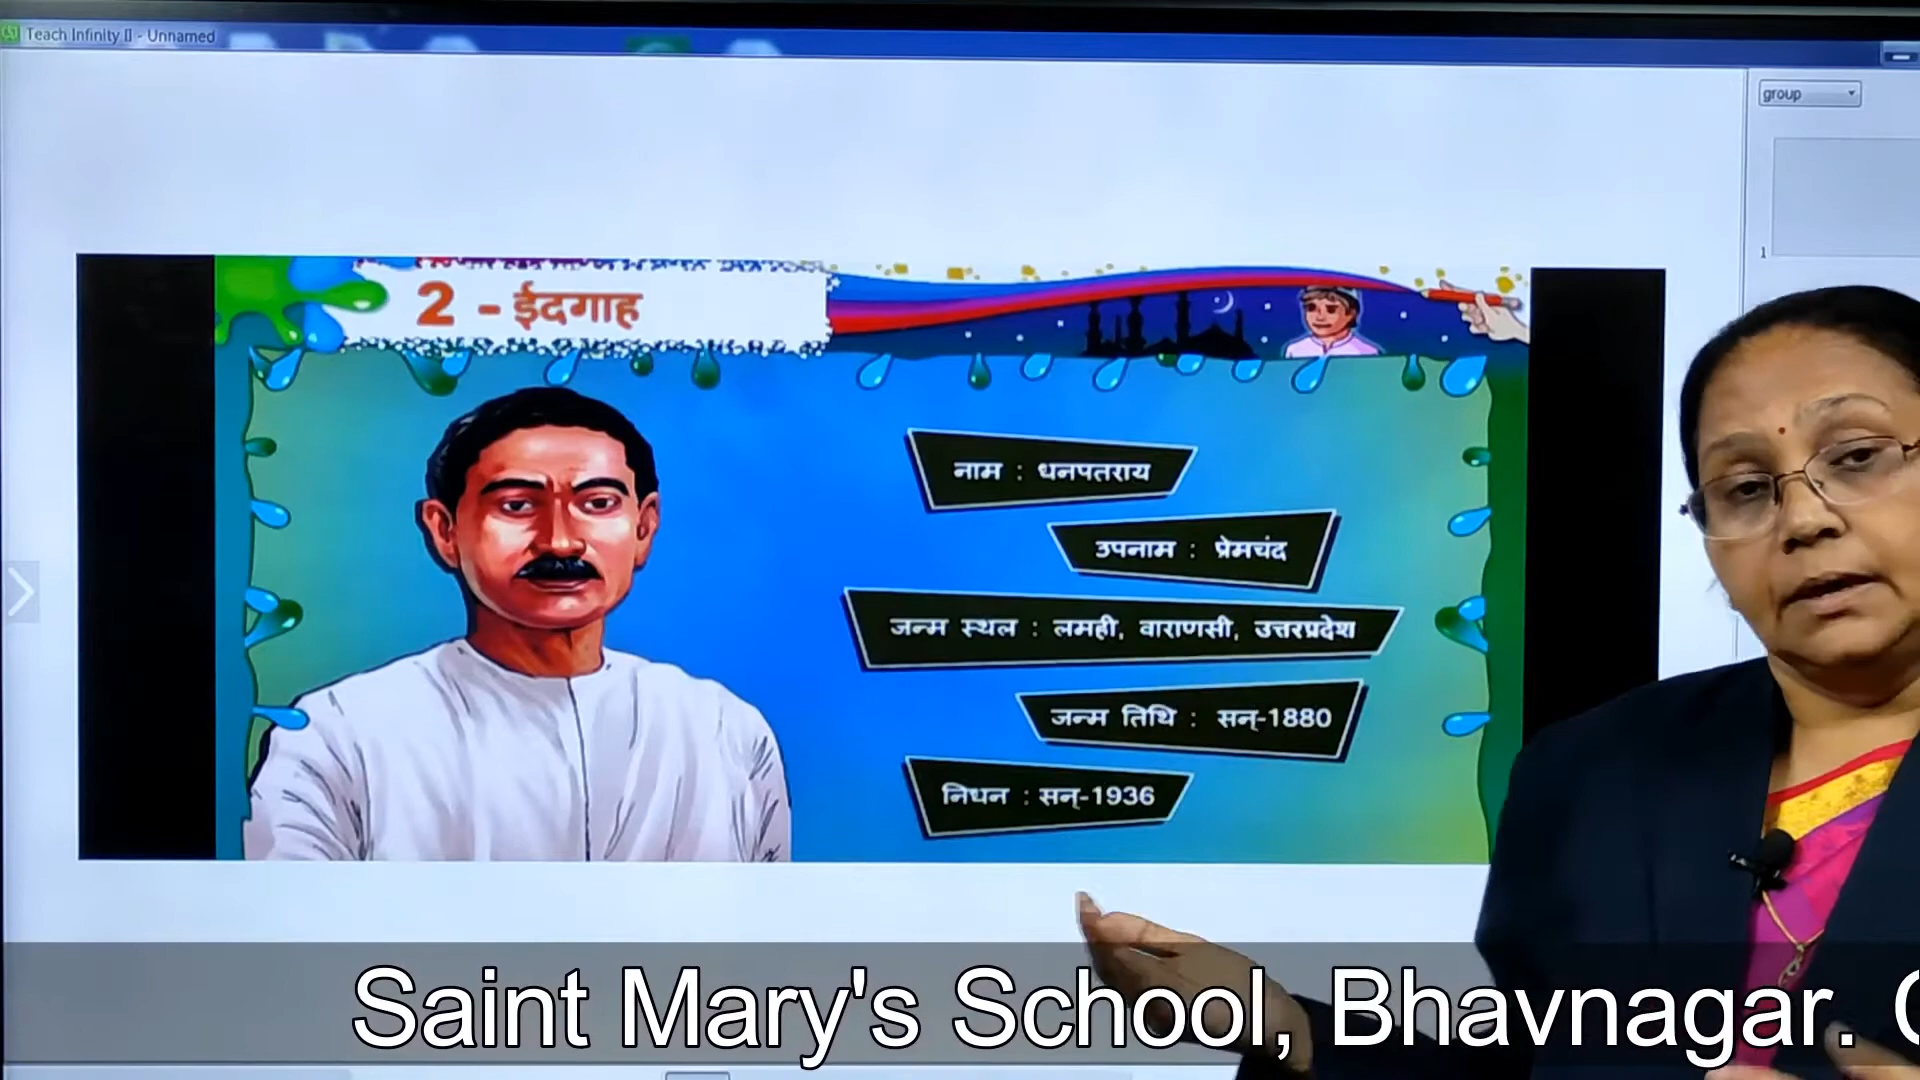 Teach Infinity II - Unnamed
group
1
2 - ईदगाह
नाम : धनपतराय
उपनाम : प्रेमचंद
जन्म स्थल : लमही, वाराणसी, उत्तरप्रदेश
जन्म तिथि : सन्-1880
निधन : सन्-1936
Saint Mary's School, Bhavnagar.